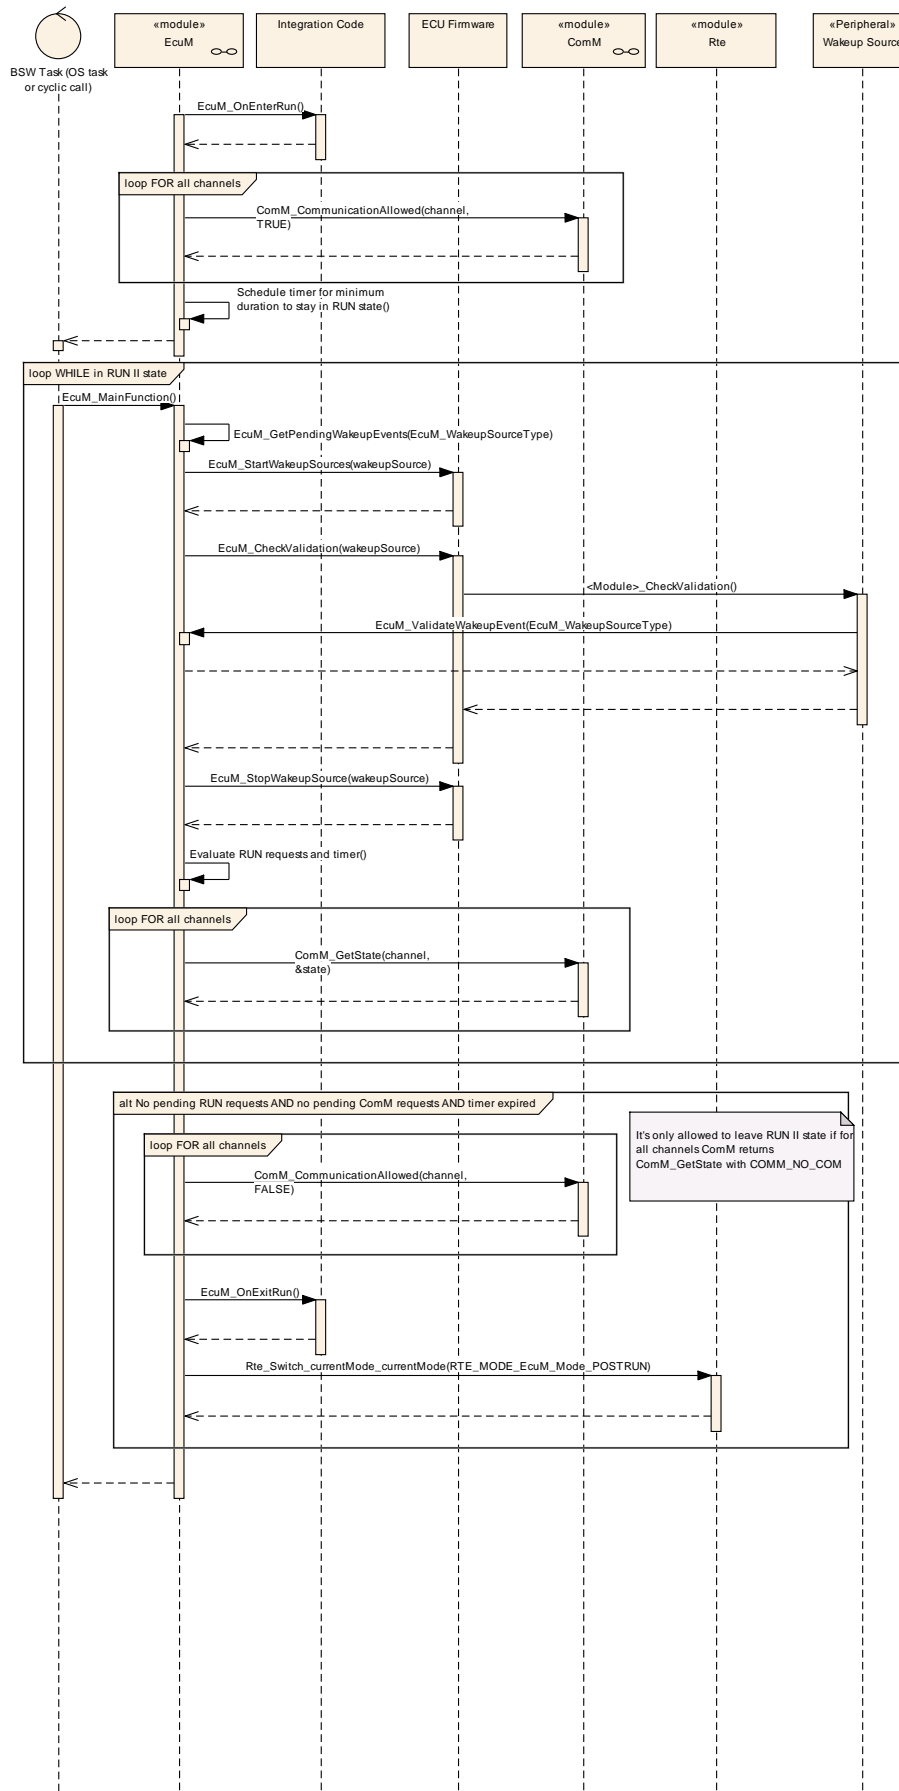 BSW Task (OS task
or cyclic call)
«module»
EcuM
Integration Code
ECU Firmware
«module»
ComM
«module»
Rte
«Peripheral»
Wakeup Source
EcuM_OnEnterRun()
loop FOR all channels
ComM_CommunicationAllowed(channel,
TRUE)
Schedule timer for minimum
duration to stay in RUN state()
loop WHILE in RUN II state
EcuM_MainFunction()
EcuM_GetPendingWakeupEvents(EcuM_WakeupSourceType)
EcuM_StartWakeupSources(wakeupSource)
EcuM_CheckValidation(wakeupSource)
<Module>_CheckValidation()
EcuM_ValidateWakeupEvent(EcuM_WakeupSourceType)
EcuM_StopWakeupSource(wakeupSource)
Evaluate RUN requests and timer()
loop FOR all channels
ComM_GetState(channel,
&state)
alt No pending RUN requests AND no pending ComM requests AND timer expired
It's only allowed to leave RUN II state if for
all channels ComM returns
ComM_GetState with COMM_NO_COM
loop FOR all channels
ComM_CommunicationAllowed(channel,
FALSE)
EcuM_OnExitRun()
Rte_Switch_currentMode_currentMode(RTE_MODE_EcuM_Mode_POSTRUN)